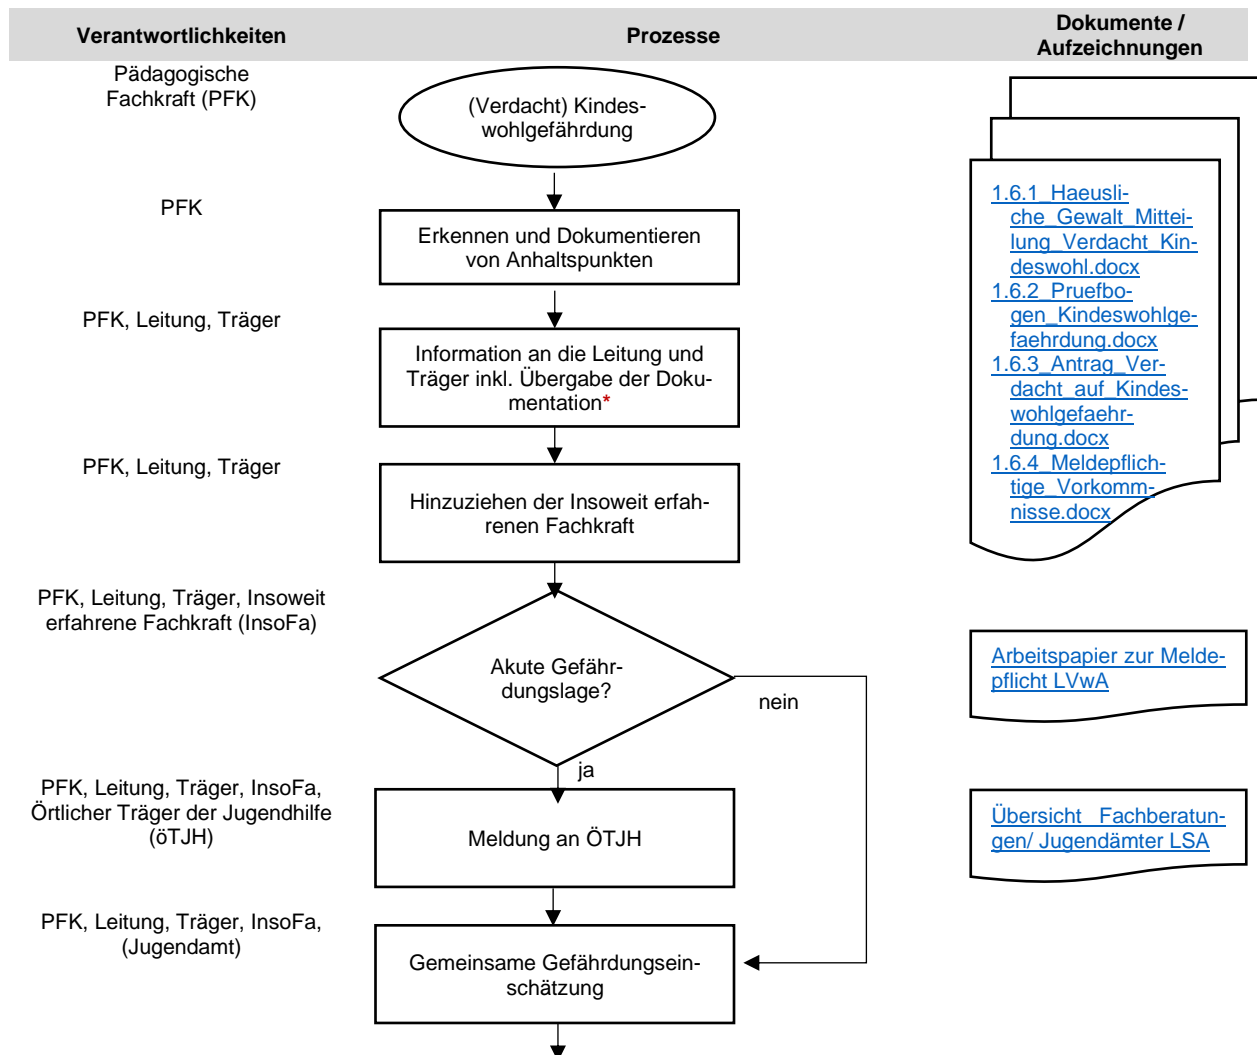 Verantwortlichkeiten
Prozesse
Dokumente /
Aufzeichnungen
Pädagogische
Fachkraft (PFK)
(Verdacht) Kindes-
wohlgefährdung
PFK
Erkennen und Dokumentieren
von Anhaltspunkten
PFK, Leitung, Träger
Information an die Leitung und
Träger inkl. Übergabe der Doku-
mentation*
PFK, Leitung, Träger
Hinzuziehen der Insoweit erfah-
renen Fachkraft
1.6.1_Haeusli-
che_Gewalt_Mittei-
lung_Verdacht_Kin-
deswohl.docx
1.6.2_Pruefbo-
gen_Kindeswohlge-
faehrdung.docx
1.6.3_Antrag_Ver-
dacht_auf_Kindes-
wohlgefaehr-
dung.docx
1.6.4_Meldepflich-
tige_Vorkomm-
nisse.docx
PFK, Leitung, Träger, Insoweit
erfahrene Fachkraft (InsoFa)
Akute Gefähr-
dungslage?
nein
ja
Arbeitspapier zur Melde-
pflicht LVwA
PFK, Leitung, Träger, InsoFa,
Örtlicher Träger der Jugendhilfe
(öTJH)
Meldung an ÖTJH
Übersicht Fachberatun-
gen/ Jugendämter LSA
PFK, Leitung, Träger, InsoFa,
(Jugendamt)
Gemeinsame Gefährdungsein-
schätzung